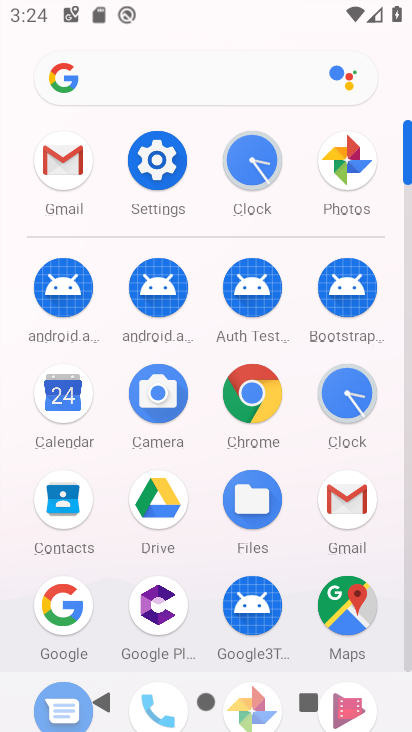 3:24
Gmail Settings Clock Photos
android.a... android.a... Auth Test... Bootstrap...
Calendar Camera Chrome Clock
Contacts Drive Files Gmail
Google Google Pl... Google3T... Maps